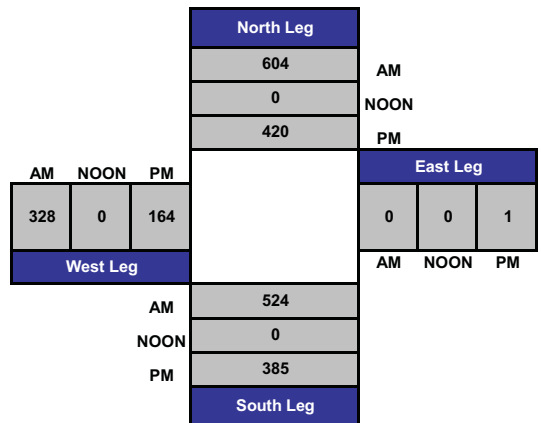 North Leg
604 AM
0 NOON
420 PM
AM NOON PM
East Leg
328 0 164
0 0 1
West Leg
AM NOON PM
AM 524
NOON 0
PM 385
South Leg